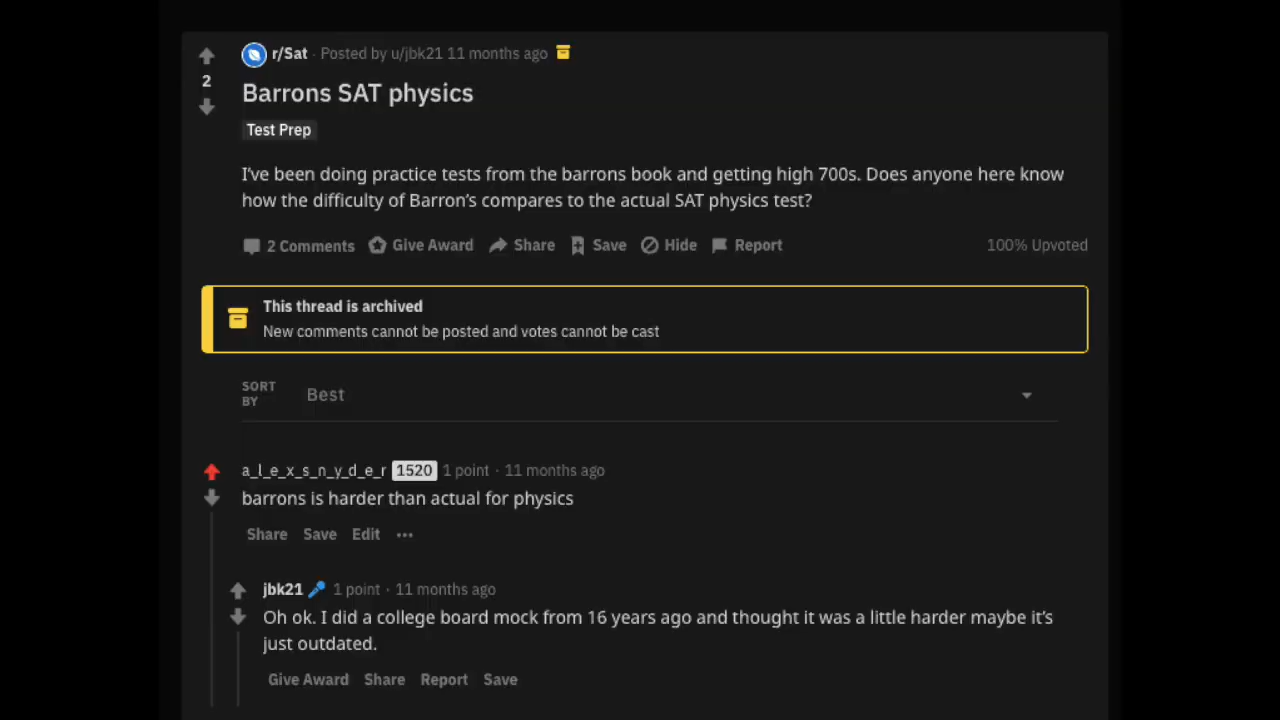 r/Sat · Posted by u/jbk21 11 months ago
2
Barrons SAT physics
Test Prep
I've been doing practice tests from the barrons book and getting high 700s. Does anyone here know
how the difficulty of Barron's compares to the actual SAT physics test?
2 Comments Give Award Share Save Hide Report 100% Upvoted
This thread is archived
New comments cannot be posted and votes cannot be cast
SORT
BY
Best
a_l_e_x_s_n_y_d_e_r 1520 1 point · 11 months ago
barrons is harder than actual for physics
Share Save Edit ···
jbk21 1 point · 11 months ago
Oh ok. I did a college board mock from 16 years ago and thought it was a little harder maybe it's
just outdated.
Give Award Share Report Save